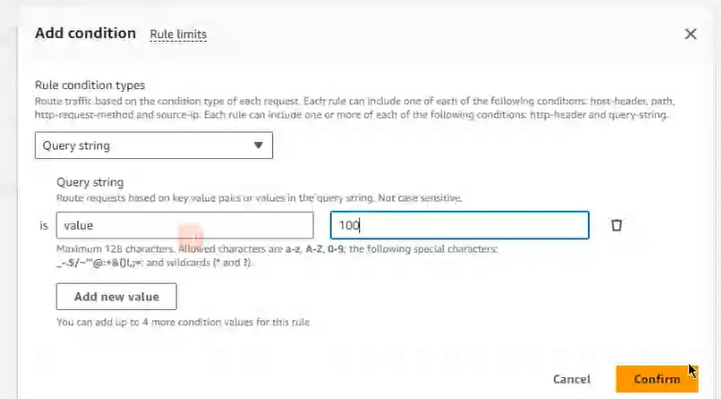 Add condition Rule limits
Rule condition types
Route traffic based on the condition type of each request. Each rule can include one of each of the following conditions: host-header, path,
http-request-method and source-ip. Each rule can include one or more of each of the following conditions: http-header and query-string.
Query string
Query string
Route requests based on key:value pairs or values in the query string. Not case sensitive.
is value 100
Maximum 128 characters. Allowed characters are a-z, A-Z, 0-9; the following special characters:
and wildcards (* and ?).
Add new value
You can add up to 4 more condition values for this rule.
Cancel Confirm